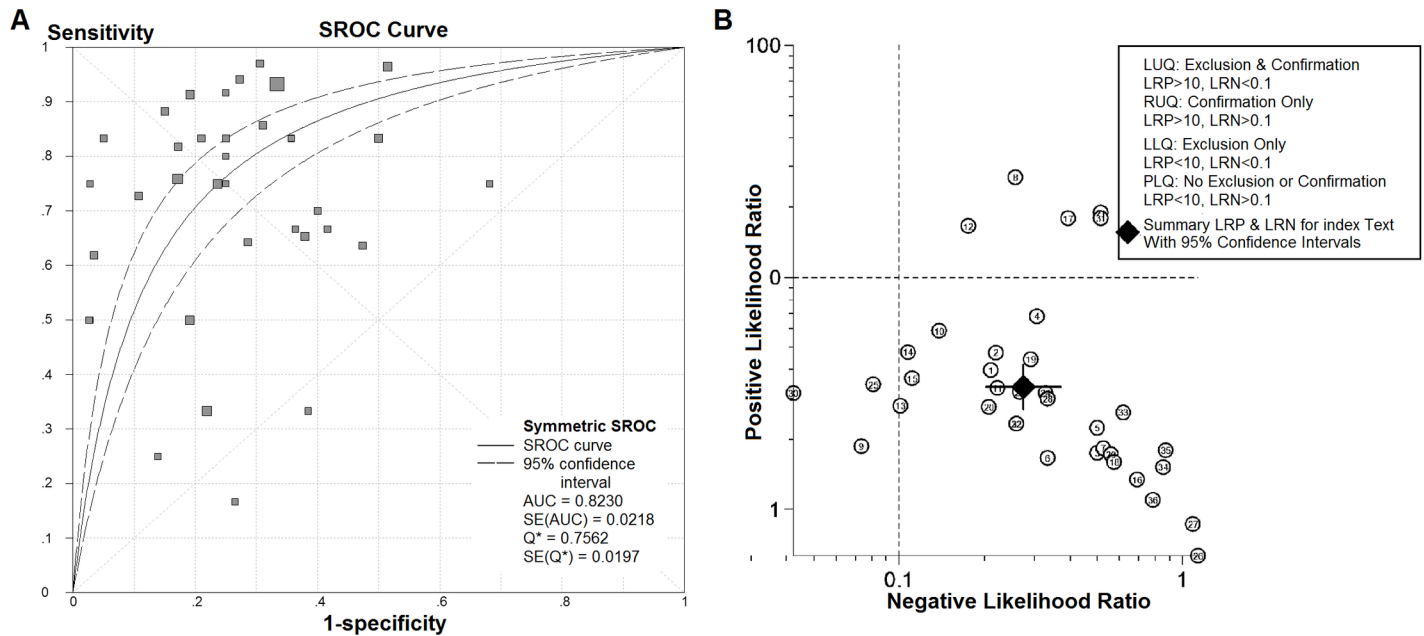 A
Sensitivity
SROC Curve
1
.9
.8
.7
.6
.5
.4
.3
.2
.1
0
0
.2
.4
.6
.8
1
1-specificity
Symmetric SROC
SROC curve
95% confidence
interval
AUC = 0.8230
SE(AUC) = 0.0218
Q* = 0.7562
SE(Q*) = 0.0197
B
Positive Likelihood Ratio
100
0
1
0.1
1
Negative Likelihood Ratio
LUQ: Exclusion & Confirmation
LRP>10, LRN<0.1
RUQ: Confirmation Only
LRP>10, LRN>0.1
LLQ: Exclusion Only
LRP<10, LRN<0.1
PLQ: No Exclusion or Confirmation
LRP<10, LRN>0.1
Summary LRP & LRN for index Text
With 95% Confidence Intervals
8
12
17
31
4
10
14
2
19
1
25
15
11
30
13
20
28
32
33
5
9
7
6
18
35
34
16
36
27
26